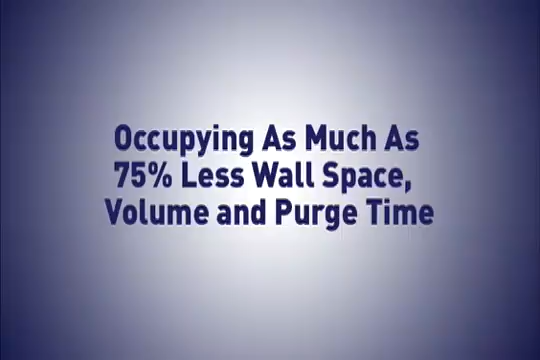 Occupying As Much As
75% Less Wall Space,
Volume and Purge Time